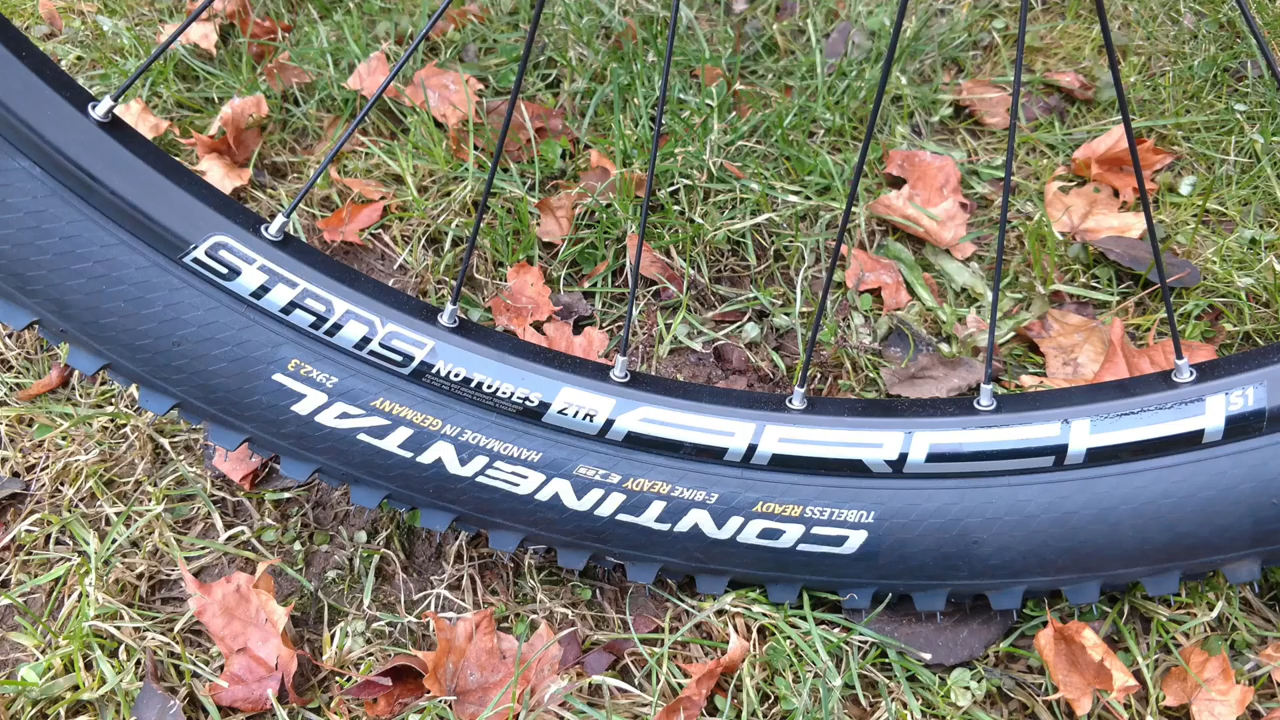 STANS
NO TUBES
ZTR
ARCH
S1
29X2.3
CONTINENTAL
HANDMADE IN GERMANY
E-BIKE READY
TUBELESS READY